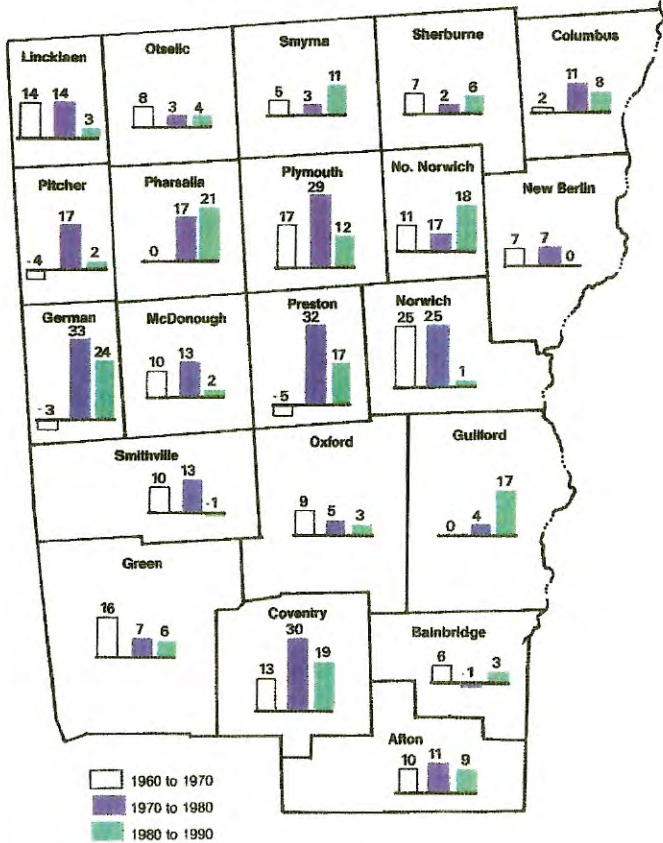 Lincklaen
14 14 3
Otselic
8 3 4
Smyrna
5 3 11
Sherburne
7 2 6
Columbus
2 11 8
Pitcher
-4 17 2
Pharsalia
0 17 21
Plymouth
17 29 12
No. Norwich
11 17 18
New Berlin
7 7 0
German
-3 33 24
McDonough
10 13 2
Preston
-5 32 17
Norwich
25 25 1
Smithville
10 13 -1
Oxford
9 5 3
Guilford
0 4 17
Green
16 7 6
Coventry
13 30 19
Bainbridge
6 -1 3
Afton
10 11 9
1960 to 1970
1970 to 1980
1980 to 1990